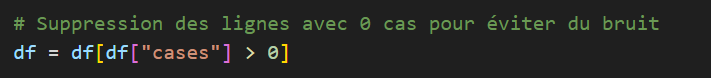 # Suppression des lignes avec 0 cas pour éviter du bruit
df = df[df["cases"] > 0]